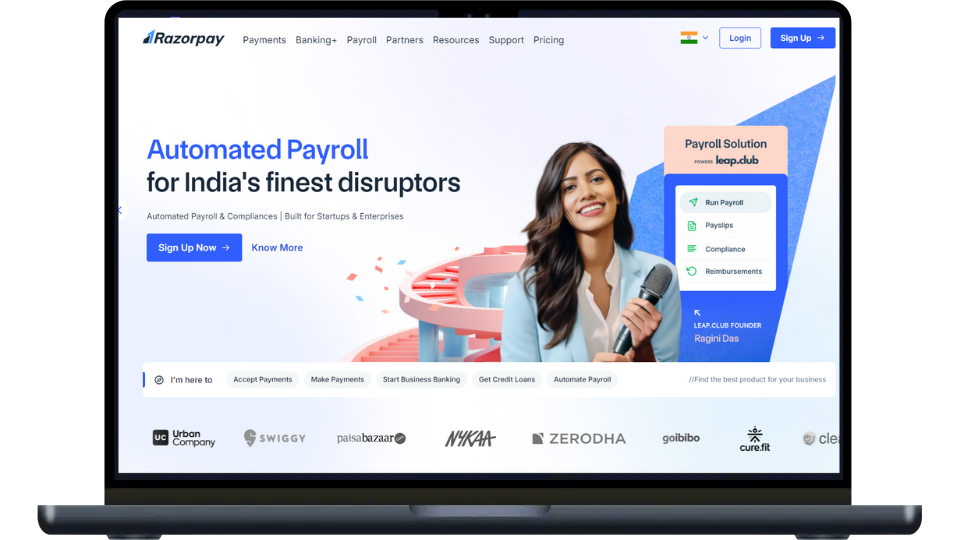 Razorpay
Payments Banking+ Payroll Partners Resources Support Pricing
Login
Sign Up →
Automated Payroll
for India's finest disruptors
Automated Payroll & Compliances | Built for Startups & Enterprises
Sign Up Now →
Know More
Payroll Solution
POWERS leap.club
Run Payroll
Payslips
Compliance
Reimbursements
LEAP.CLUB FOUNDER
Ragini Das
I'm here to
Accept Payments
Make Payments
Start Business Banking
Get Credit Loans
Automate Payroll
//Find the best product for your business
UC Urban
Company
SWIGGY
paisabazaar
NYKAA
ZERODHA
goibibo
cure.fit
clea